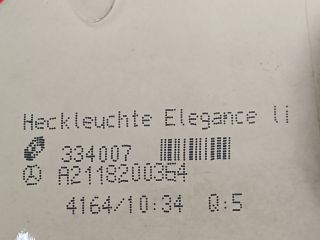 Heckleuchte Elegance li
334007
A2118200364
4164/10:34 Q:5